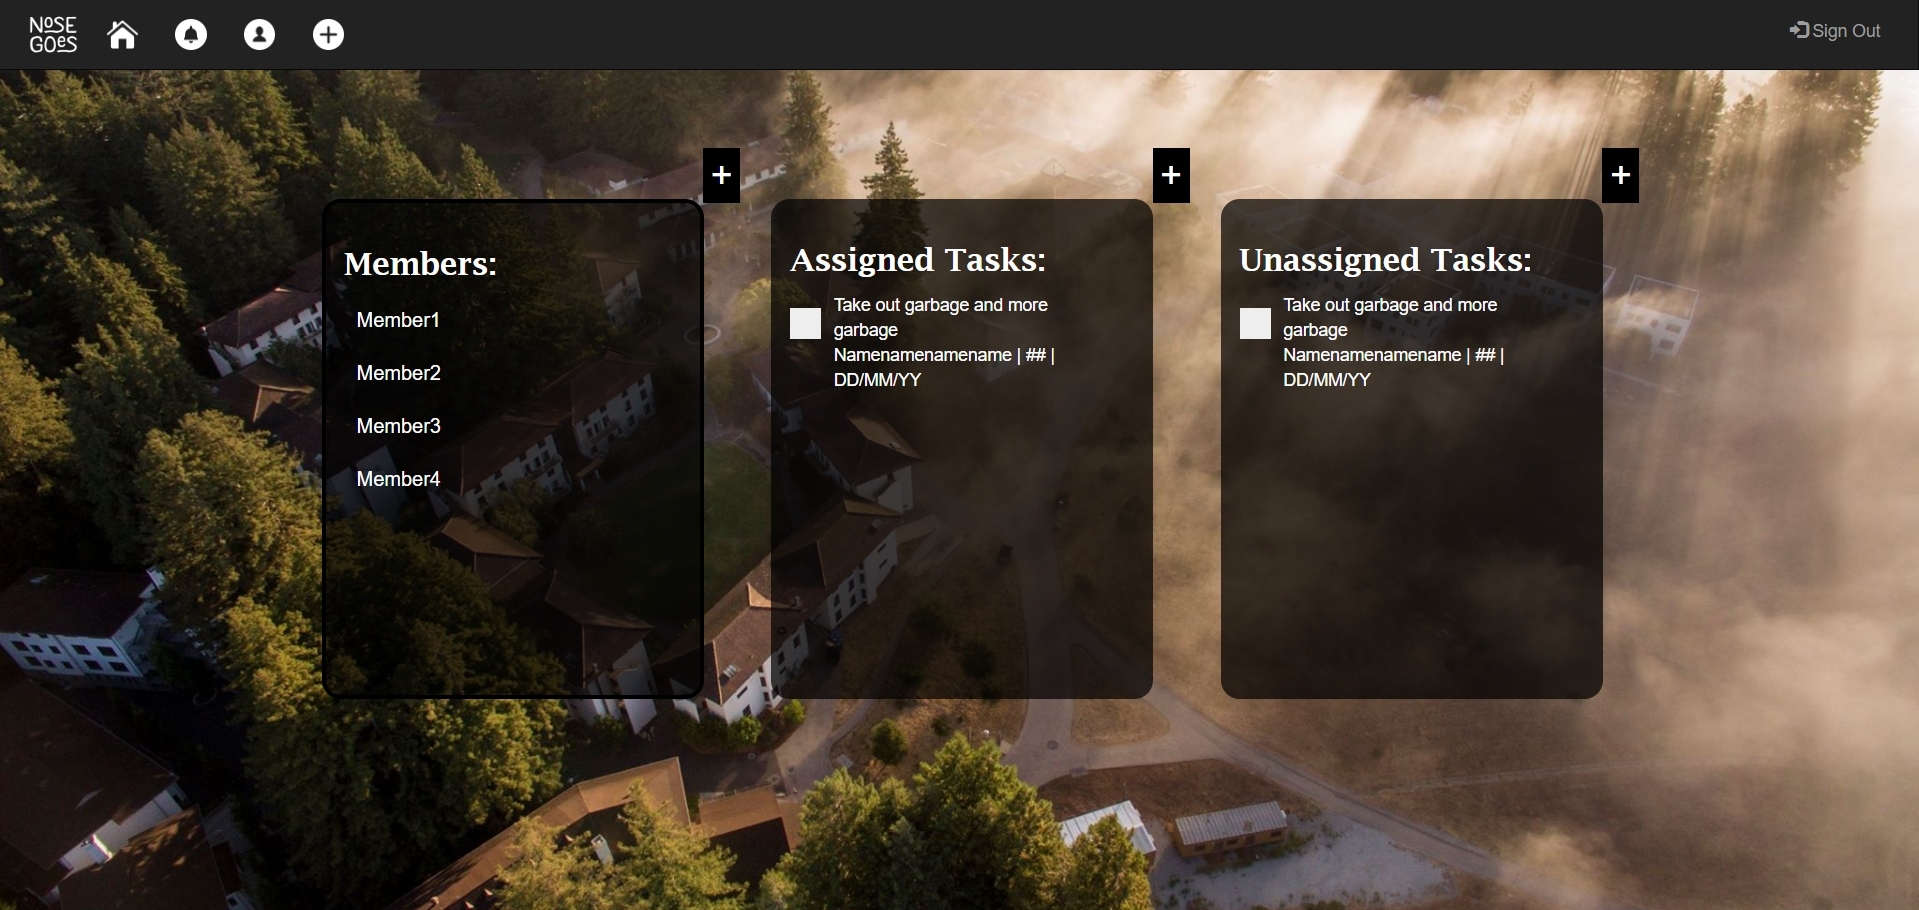 NoSE
GOeS
Sign Out
+
+
+
Members:
Member1
Member2
Member3
Member4
Assigned Tasks:
Take out garbage and more
garbage
Namenamenamename | ## |
DD/MM/YY
Unassigned Tasks:
Take out garbage and more
garbage
Namenamenamename | ## |
DD/MM/YY